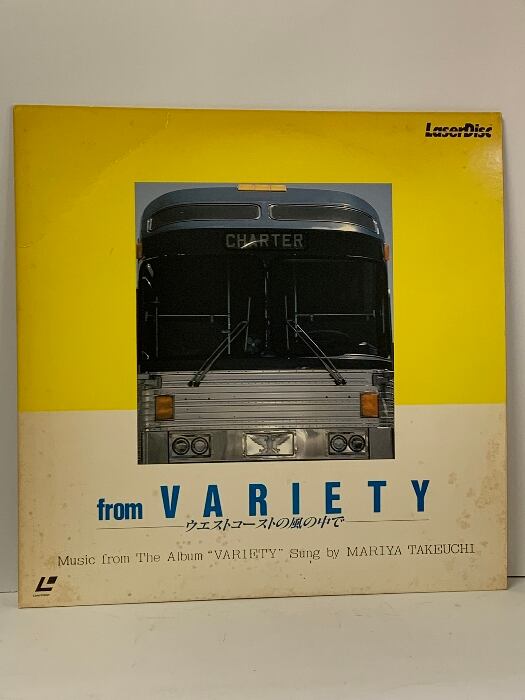 LaserDisc
CHARTER
from VARIETY
ウエストコーストの風の中で
Music from The Album "VARIETY" Sung by MARIYA TAKEUCHI